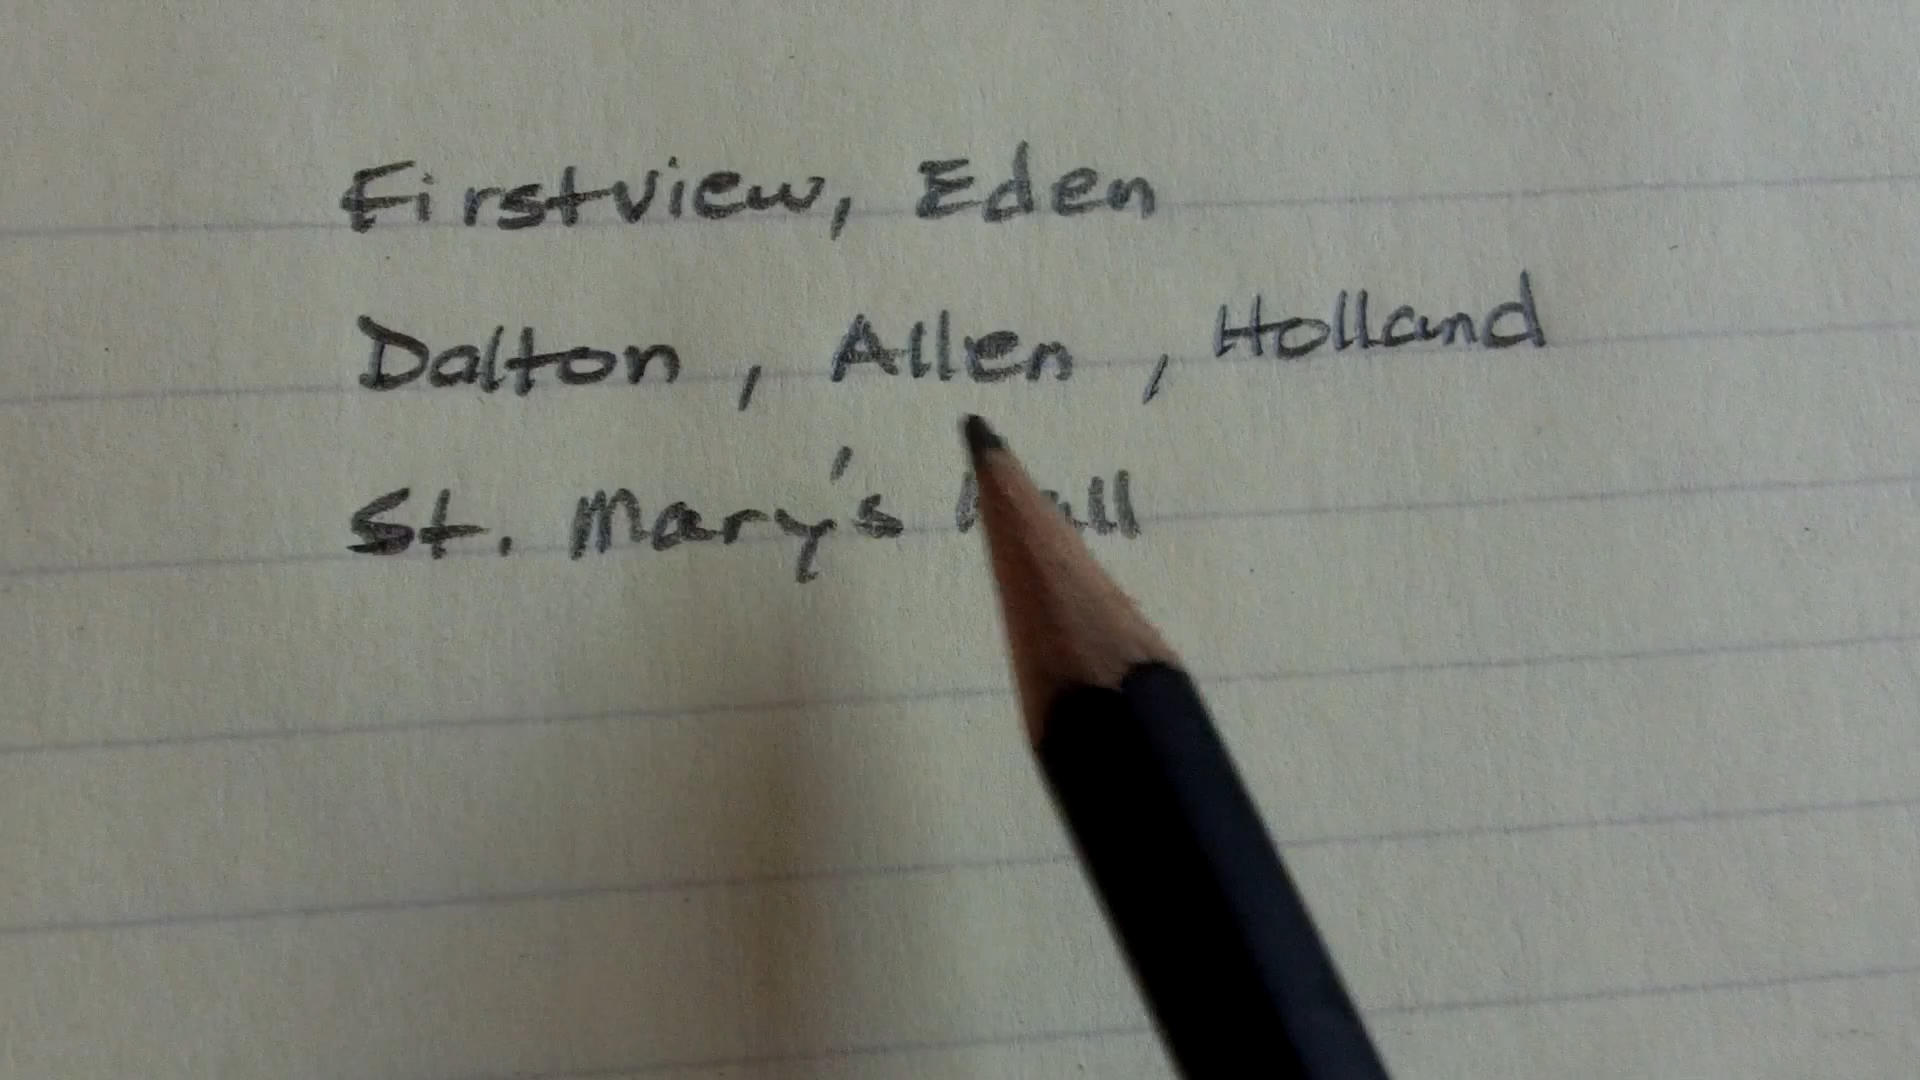 Firstview, Eden
Dalton, Allen, Holland
St. Mary's